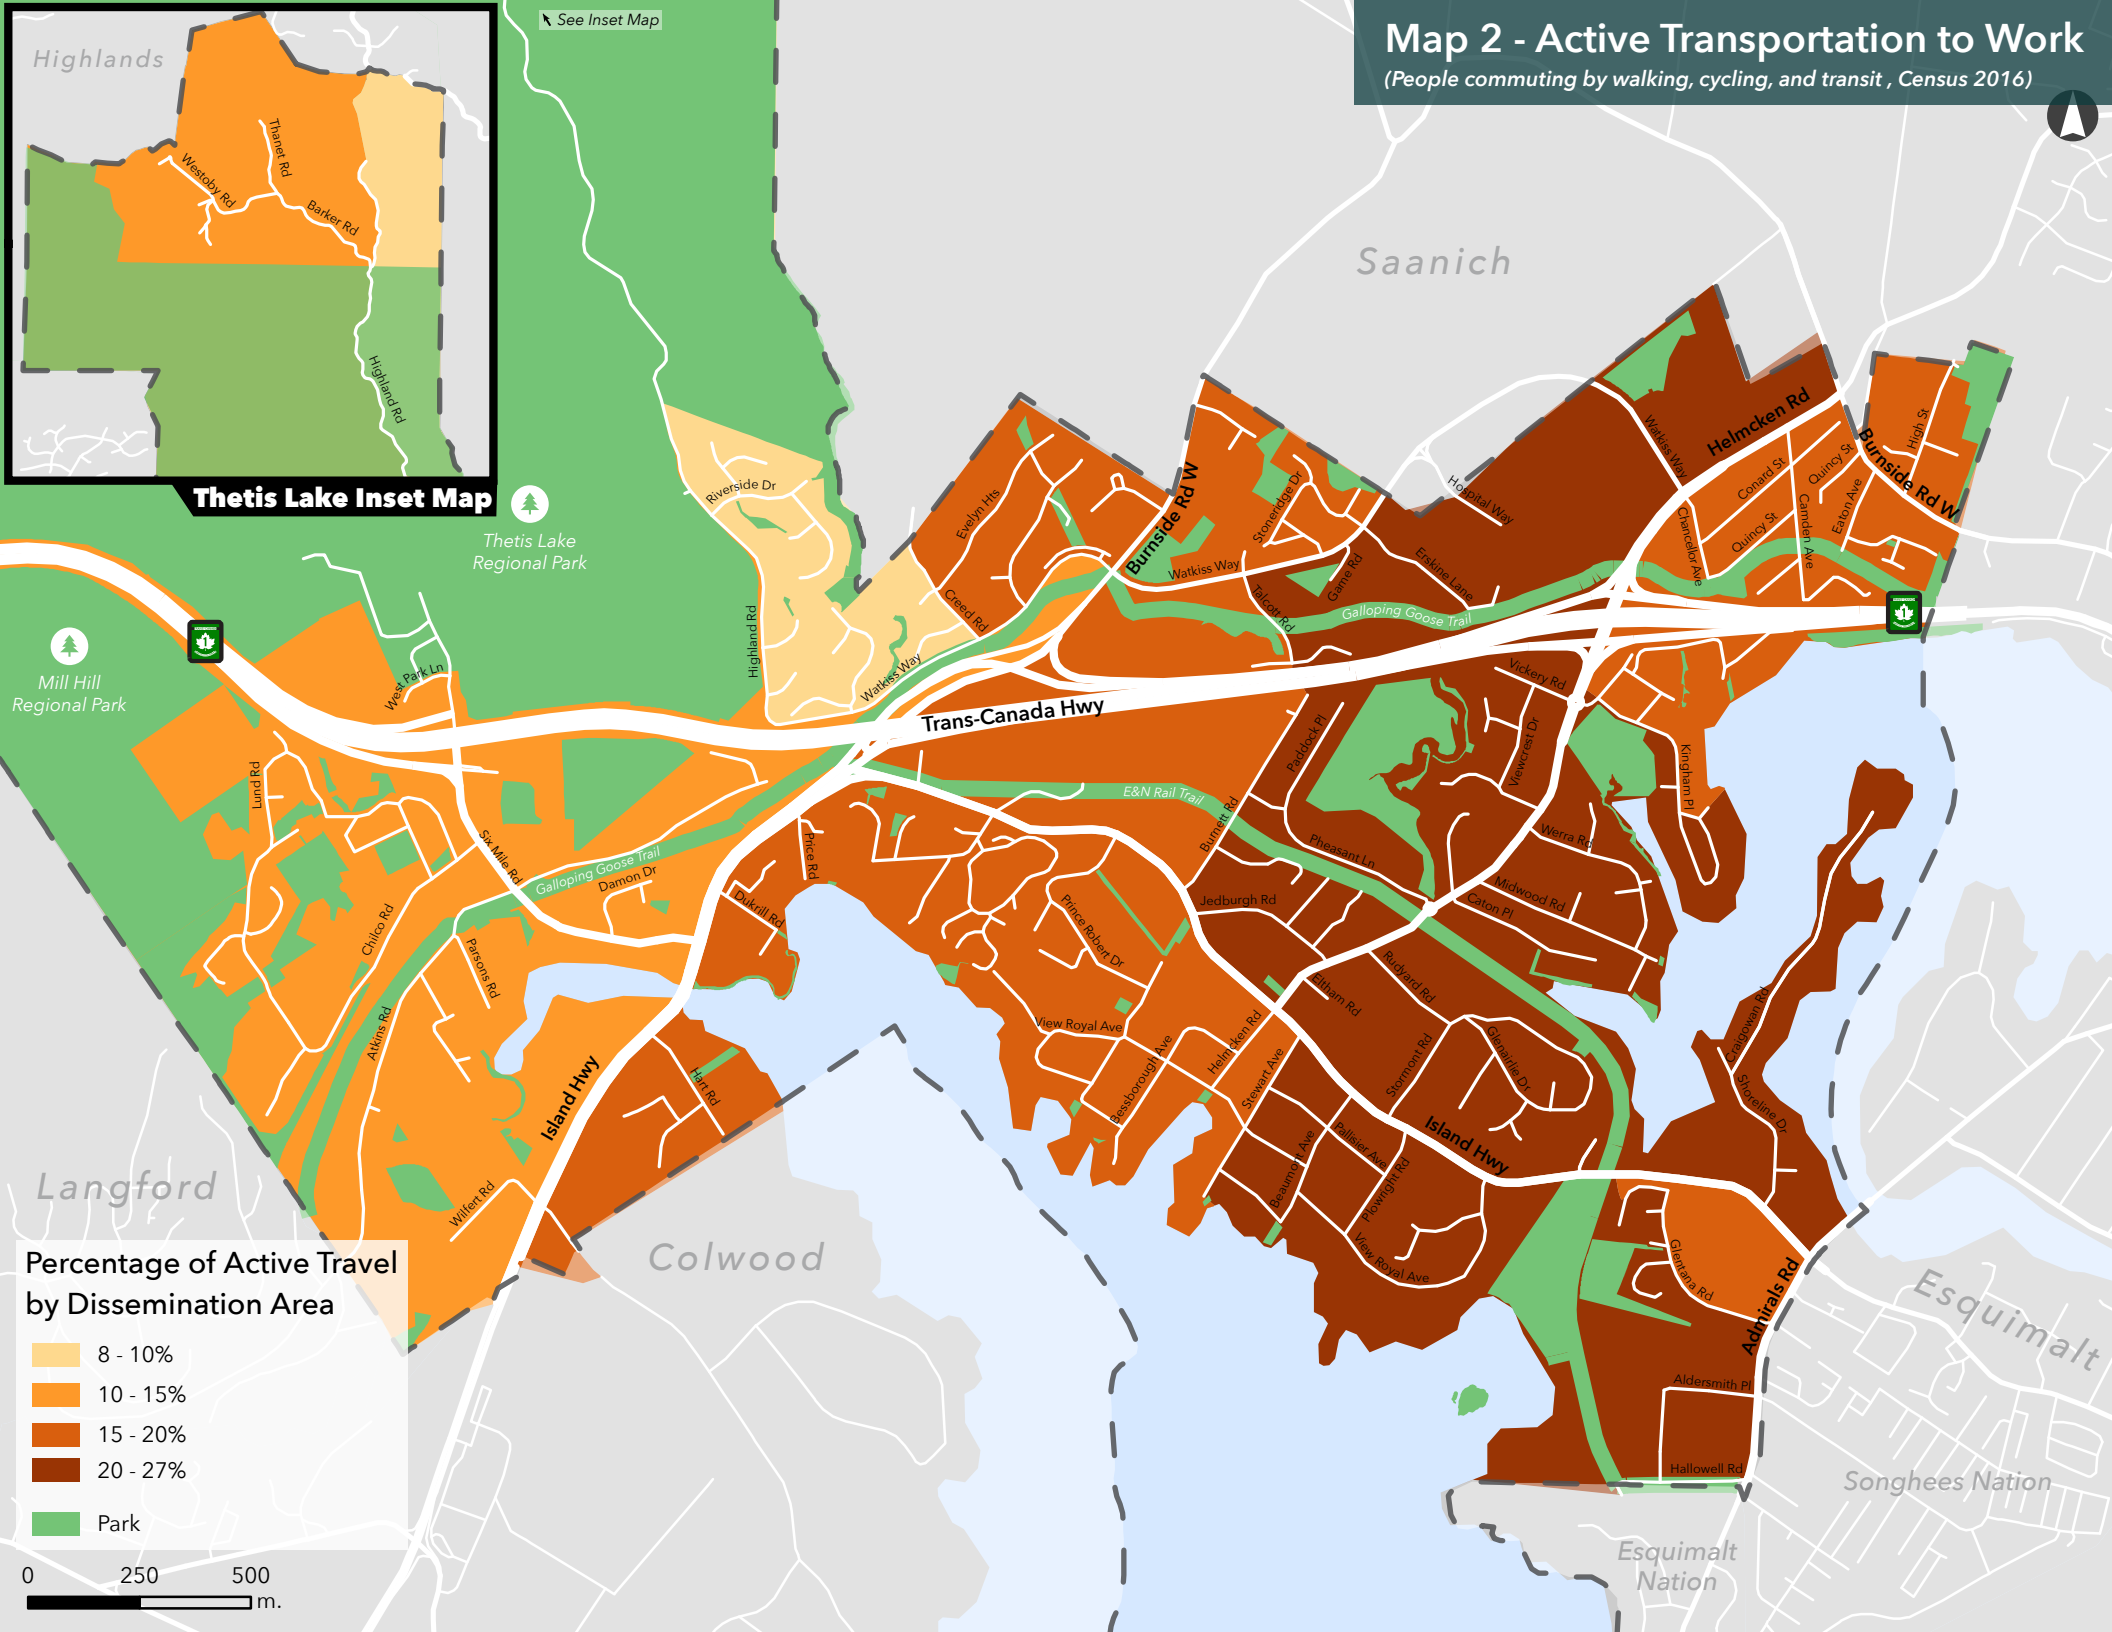 Map 2 - Active Transportation to Work
(People commuting by walking, cycling, and transit , Census 2016)
See Inset Map
Highlands
Thanet Rd
Westoby Rd
Barker Rd
Highland Rd
Thetis Lake Inset Map
Thetis Lake
Regional Park
Mill Hill
Regional Park
Saanich
Riverside Dr
Highland Rd
Watkiss Way
Creed Rd
Evelyn Hts
Burnside Rd W
Stoneridge Dr
Watkiss Way
Talcott Rd
Game Rd
Erskine Lane
Hospital Way
Galloping Goose Trail
Watkiss Way
Helmcken Rd
Chancellor Ave
Conard St
Quincy St
Quincy St
Camden Ave
Eaton Ave
High St
Burnside Rd W
West Park Ln
Lund Rd
Six Mile Rd
Trans-Canada Hwy
Galloping Goose Trail
Damon Dr
Chilco Rd
Parsons Rd
Atkins Rd
Wilfert Rd
Island Hwy
Hart Rd
Price Rd
Dukrill Rd
E&N Rail Trail
Burnett Rd
Paddock Pl
Pheasant Ln
Vickery Rd
Viewcrest Dr
Kingham Pl
Werra Rd
Midwood Rd
Caton Pl
Jedburgh Rd
Prince Robert Dr
View Royal Ave
Bessborough Ave
Helmcken Rd
Stewart Ave
Eltham Rd
Rudyard Rd
Stormont Rd
Glenairlie Dr
Island Hwy
Pallisier Ave
Beaumont Ave
Plowright Rd
View Royal Ave
Craigowan Rd
Shoreline Dr
Glentana Rd
Admirals Rd
Aldersmith Pl
Hallowell Rd
Langford
Colwood
Esquimalt
Songhees Nation
Esquimalt
Nation
Percentage of Active Travel
by Dissemination Area
8 - 10%
10 - 15%
15 - 20%
20 - 27%
Park
0 250 500
m.